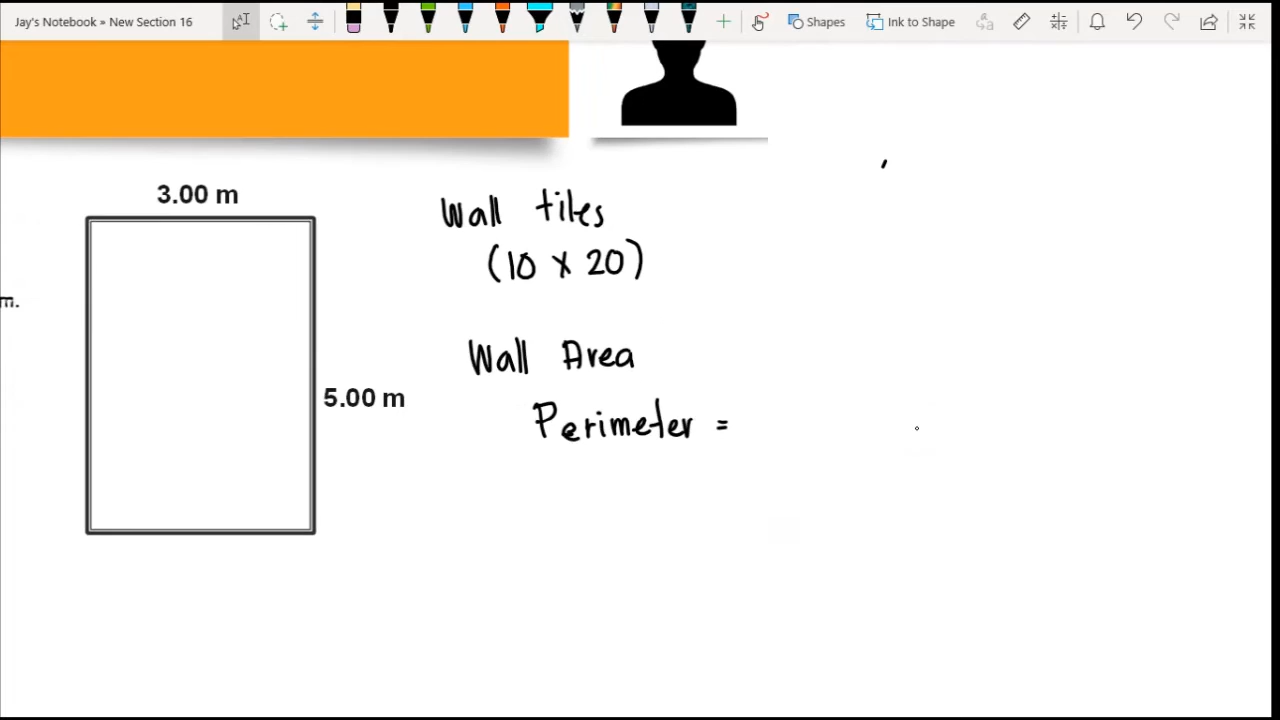 Jay's Notebook » New Section 16
Shapes
Ink to Shape
3.00 m
Wall tiles
(10 x 20)
m.
Wall Area
5.00 m
Perimeter =